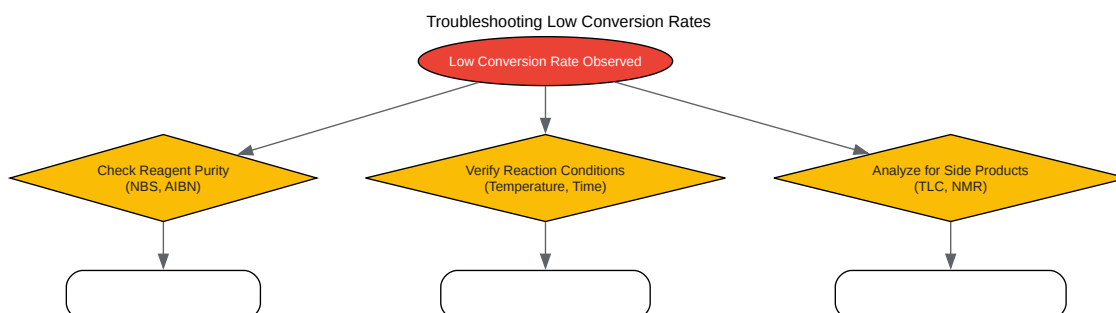 Troubleshooting Low Conversion Rates
Low Conversion Rate Observed
Check Reagent Purity
(NBS, AIBN)
Verify Reaction Conditions
(Temperature, Time)
Analyze for Side Products
(TLC, NMR)